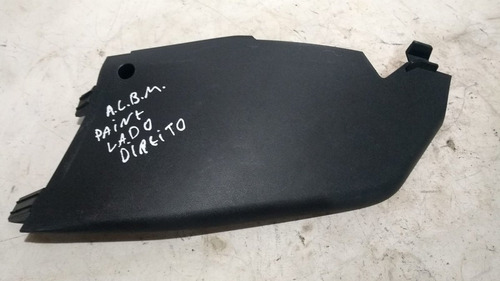 A.C.B.M.
PAINEL
LADO
DIREITO